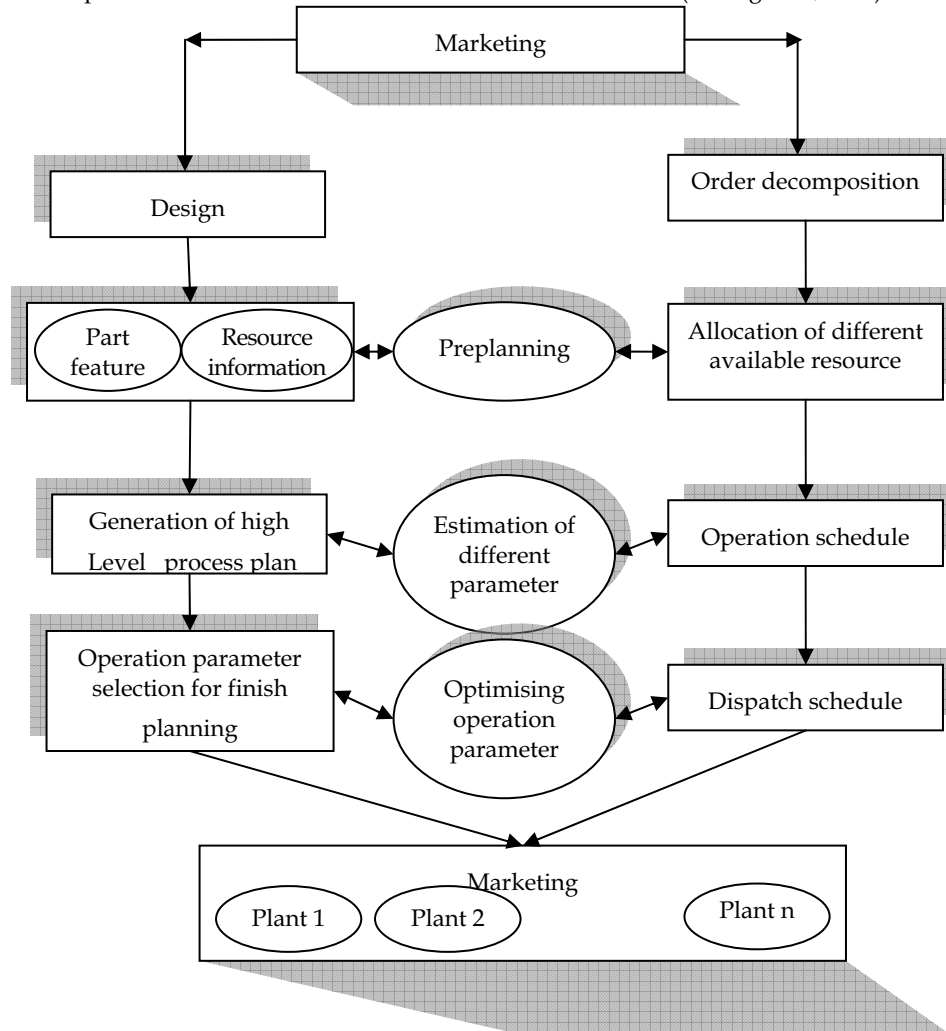 Marketing
Design
Order decomposition
Part
feature
Resource
information
Preplanning
Allocation of different
available resource
Generation of high
Level process plan
Estimation of
different
parameter
Operation schedule
Operation parameter
selection for finish
planning
Optimising
operation
parameter
Dispatch schedule
Marketing
Plant 1
Plant 2
Plant n